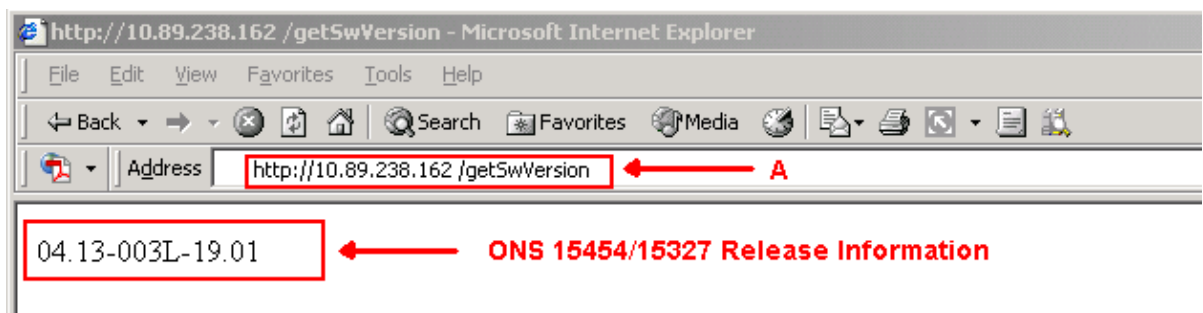 http://10.89.238.162 /getSwVersion - Microsoft Internet Explorer
File Edit View Favorites Tools Help
Back Search Favorites Media
Address http://10.89.238.162 /getSwVersion A
04.13-003L-19.01 ONS 15454/15327 Release Information